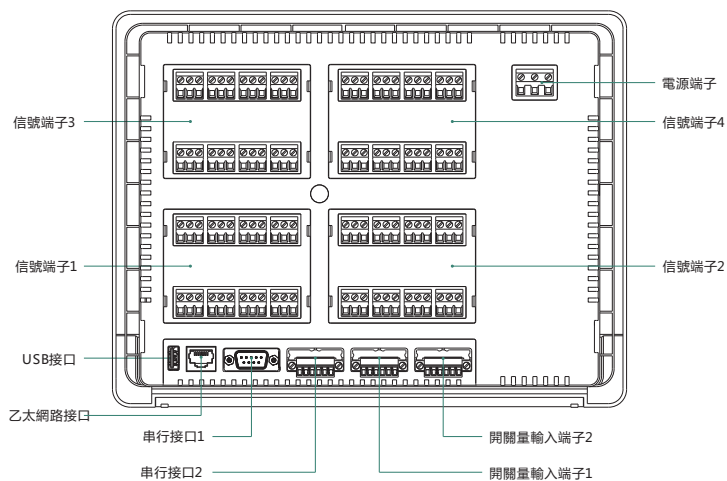 電源端子
信號端子3
信號端子4
信號端子1
信號端子2
USB接口
乙太網路接口
串行接口1
開關量輸入端子2
串行接口2
開關量輸入端子1